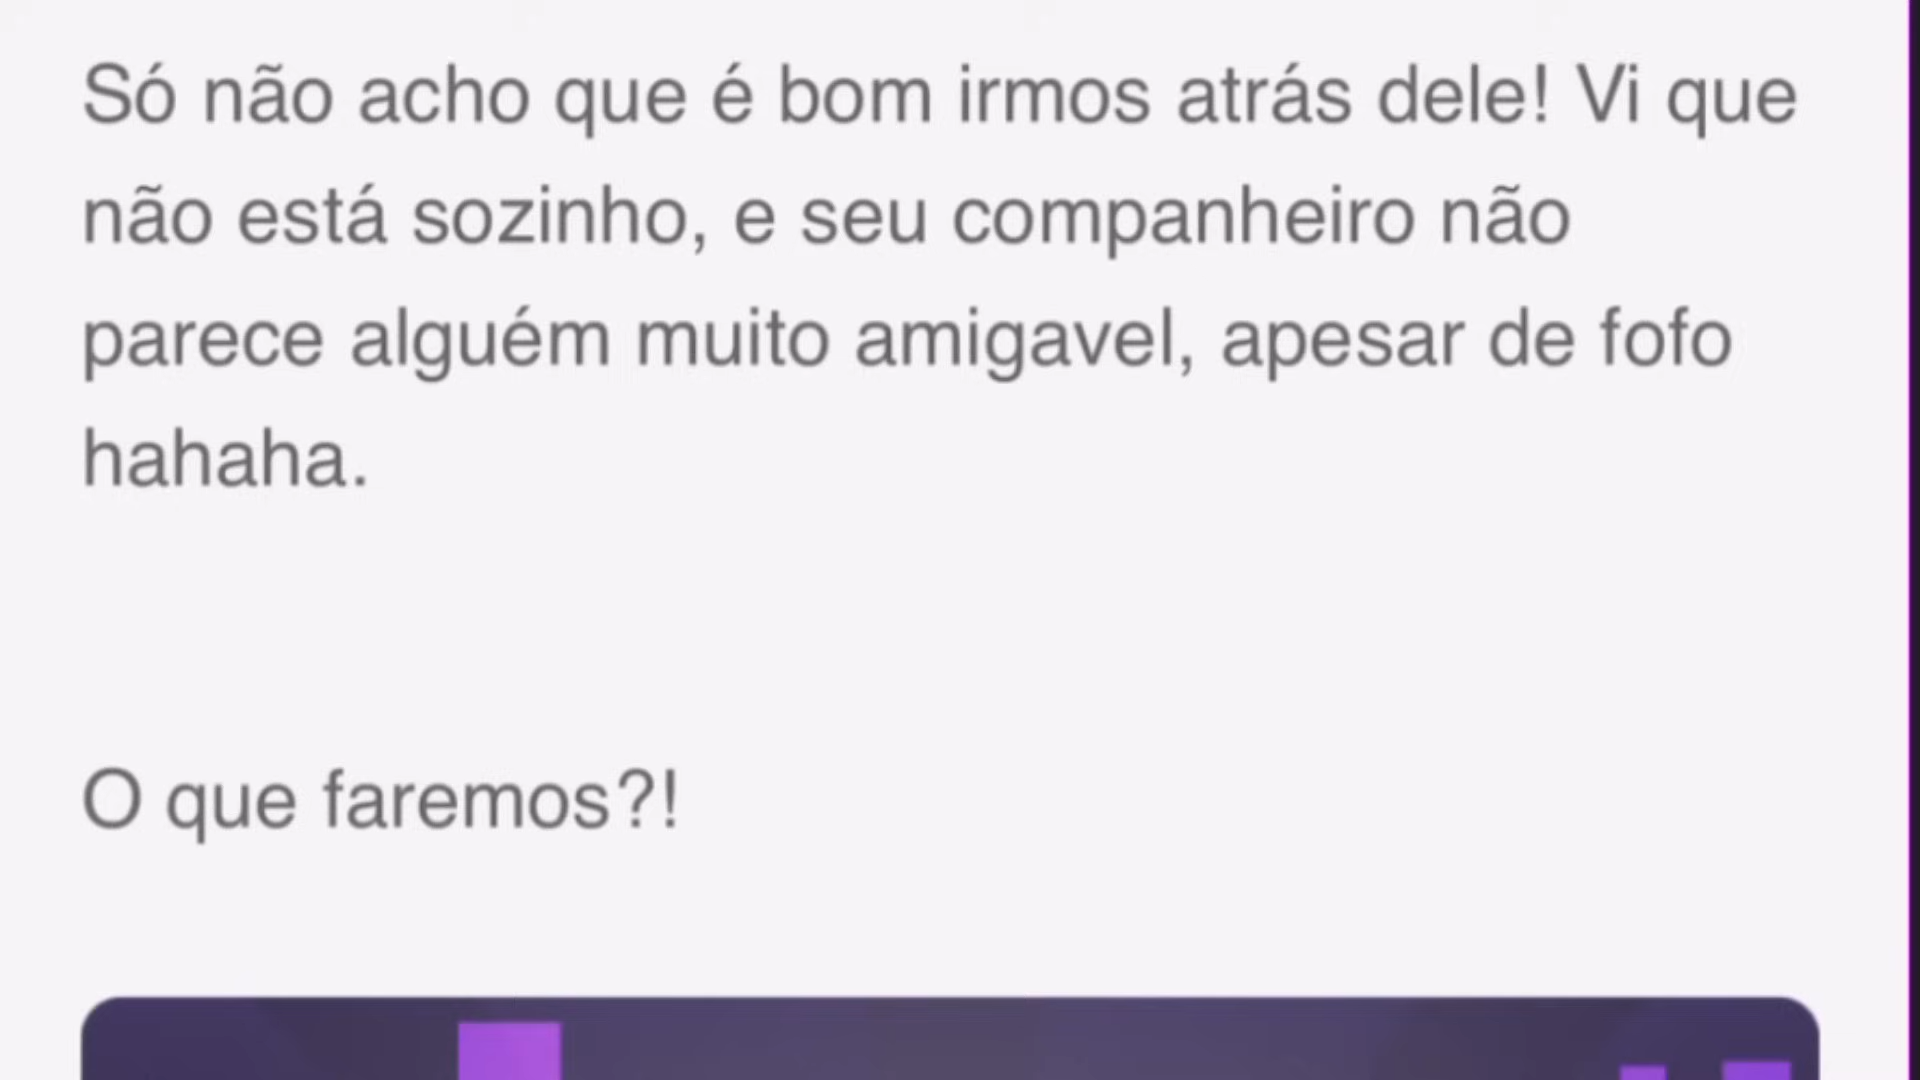 Só não acho que é bom irmos atrás dele! Vi que
não está sozinho, e seu companheiro não
parece alguém muito amigavel, apesar de fofo
hahaha.
O que faremos?!